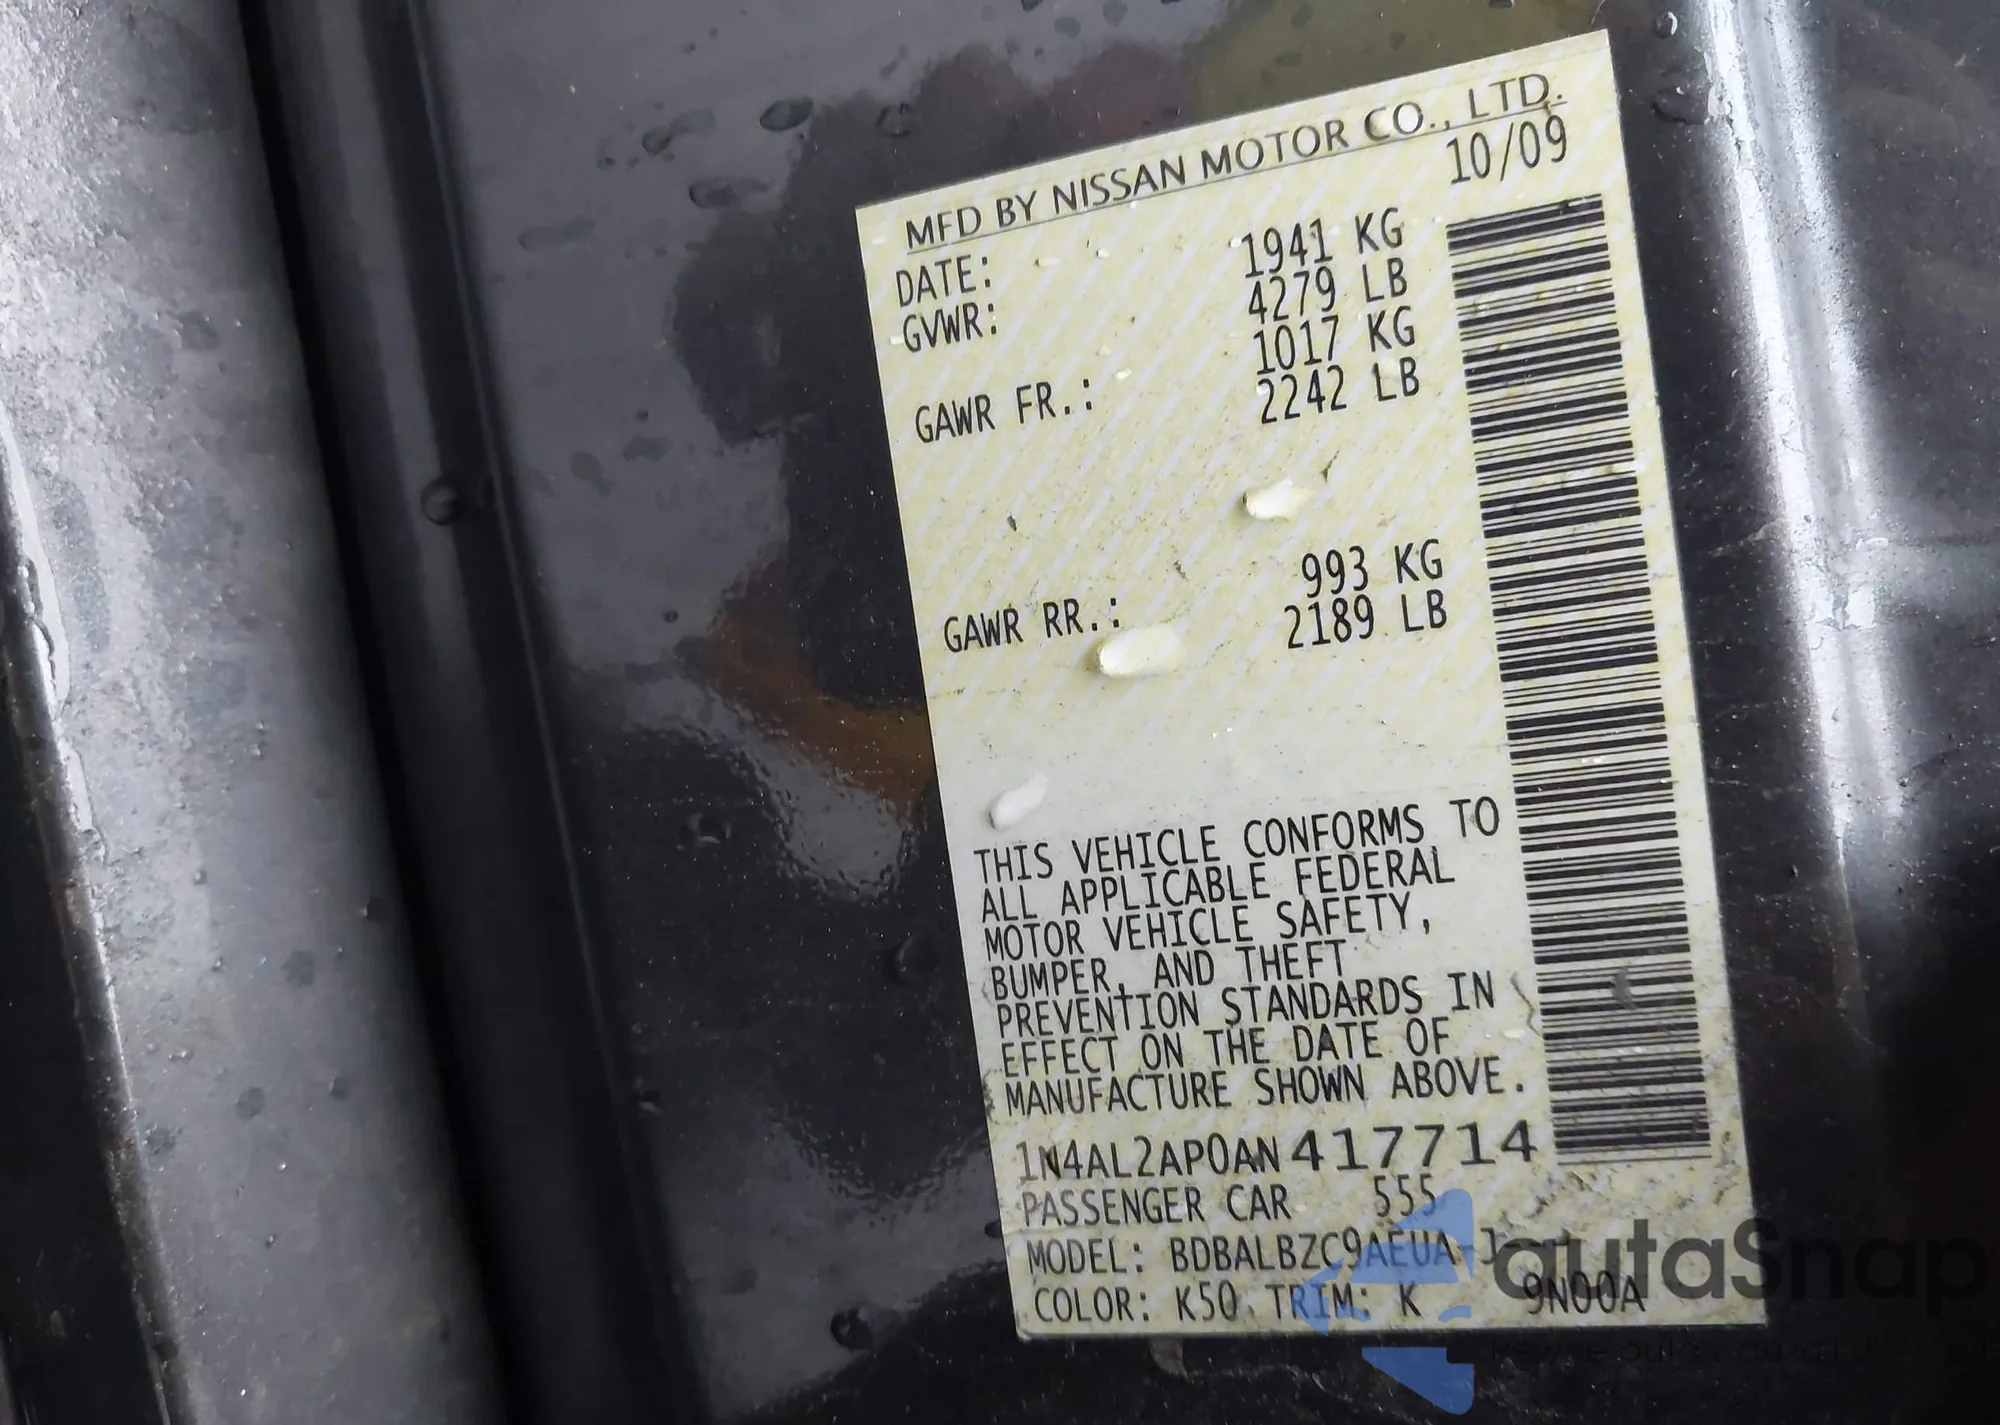 MFD BY NISSAN MOTOR CO., LTD.
DATE: 10/09
GVWR: 1941 KG
4279 LB
GAWR FR.: 1017 KG
2242 LB
GAWR RR.: 993 KG
2189 LB
THIS VEHICLE CONFORMS TO
ALL APPLICABLE FEDERAL
MOTOR VEHICLE SAFETY,
BUMPER, AND THEFT
PREVENTION STANDARDS IN
EFFECT ON THE DATE OF
MANUFACTURE SHOWN ABOVE.
1N4AL2AP0AN417714
PASSENGER CAR 555
MODEL: BDBALBZC9AEUA-J
COLOR: K50 TRIM: K 9N00A
autaSnap